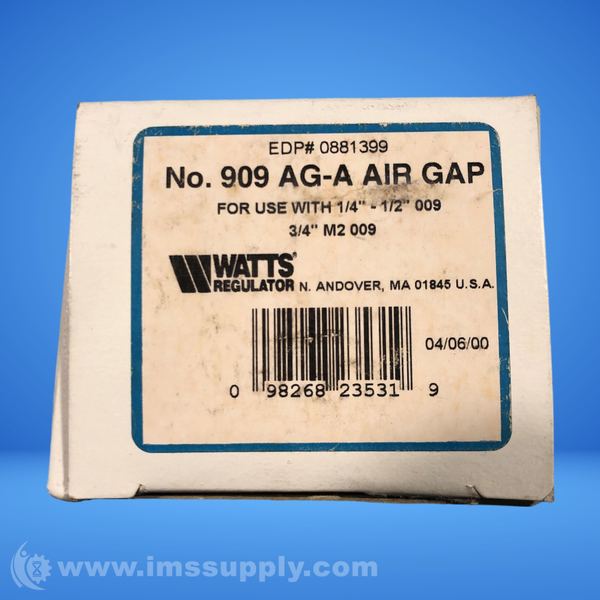 EDP# 0881399
No. 909 AG-A AIR GAP
FOR USE WITH 1/4" - 1/2" 009
3/4" M2 009
WATTS®
REGULATOR N. ANDOVER, MA 01845 U.S.A.
04/06/00
0 98268 23531 9
www.imssupply.com